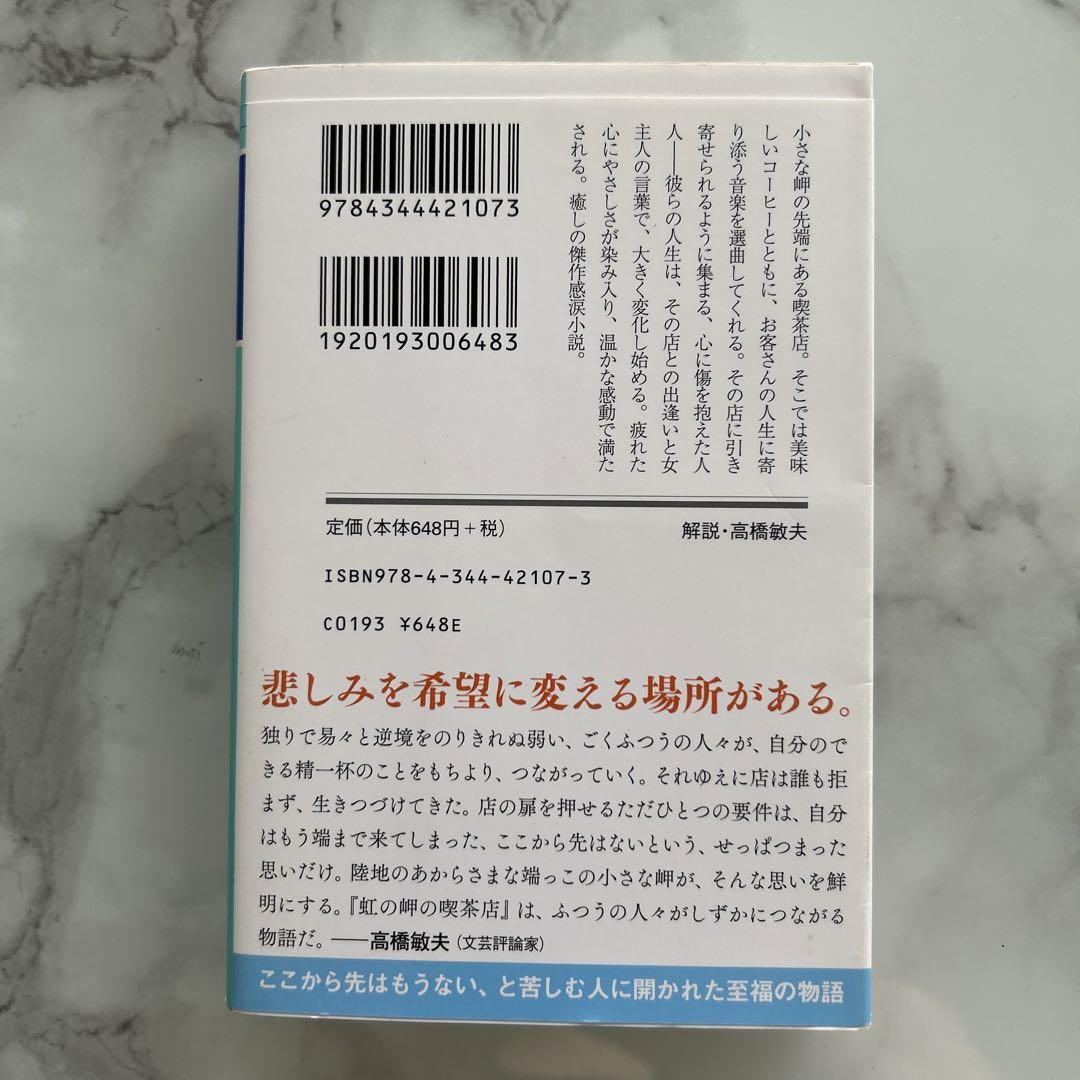 小さな岬の先端にある喫茶店。そこでは美味
しいコーヒーとともに、お客さんの人生に寄
り添う音楽を選曲してくれる。その店に引き
寄せられるように集まる、心に傷を抱えた人
人——彼らの人生は、その店との出逢いと女
主人の言葉で、大きく変化し始める。疲れた
心にやさしさが染み入り、温かな感動で満た
される。癒しの傑作感涙小説。
9784344421073
1920193006483
定価(本体648円+税)
解説・高橋敏夫
ISBN978-4-344-42107-3
C0193 ¥648E
悲しみを希望に変える場所がある。
独りで易々と逆境をのりきれぬ弱い、ごくふつうの人々が、自分ので
きる精一杯のことをもちより、つながっていく。それゆえに店は誰も拒
まず、生きつづけてきた。店の扉を押せるただひとつの要件は、自分
はもう端まで来てしまった、ここから先はないという、せっぱつまった
思いだけ。陸地のあからさまな端っこの小さな岬が、そんな思いを鮮
明にする。『虹の岬の喫茶店』は、ふつうの人々がしずかにつながる
物語だ。——高橋敏夫(文芸評論家)
ここから先はもうない、と苦しむ人に開かれた至福の物語